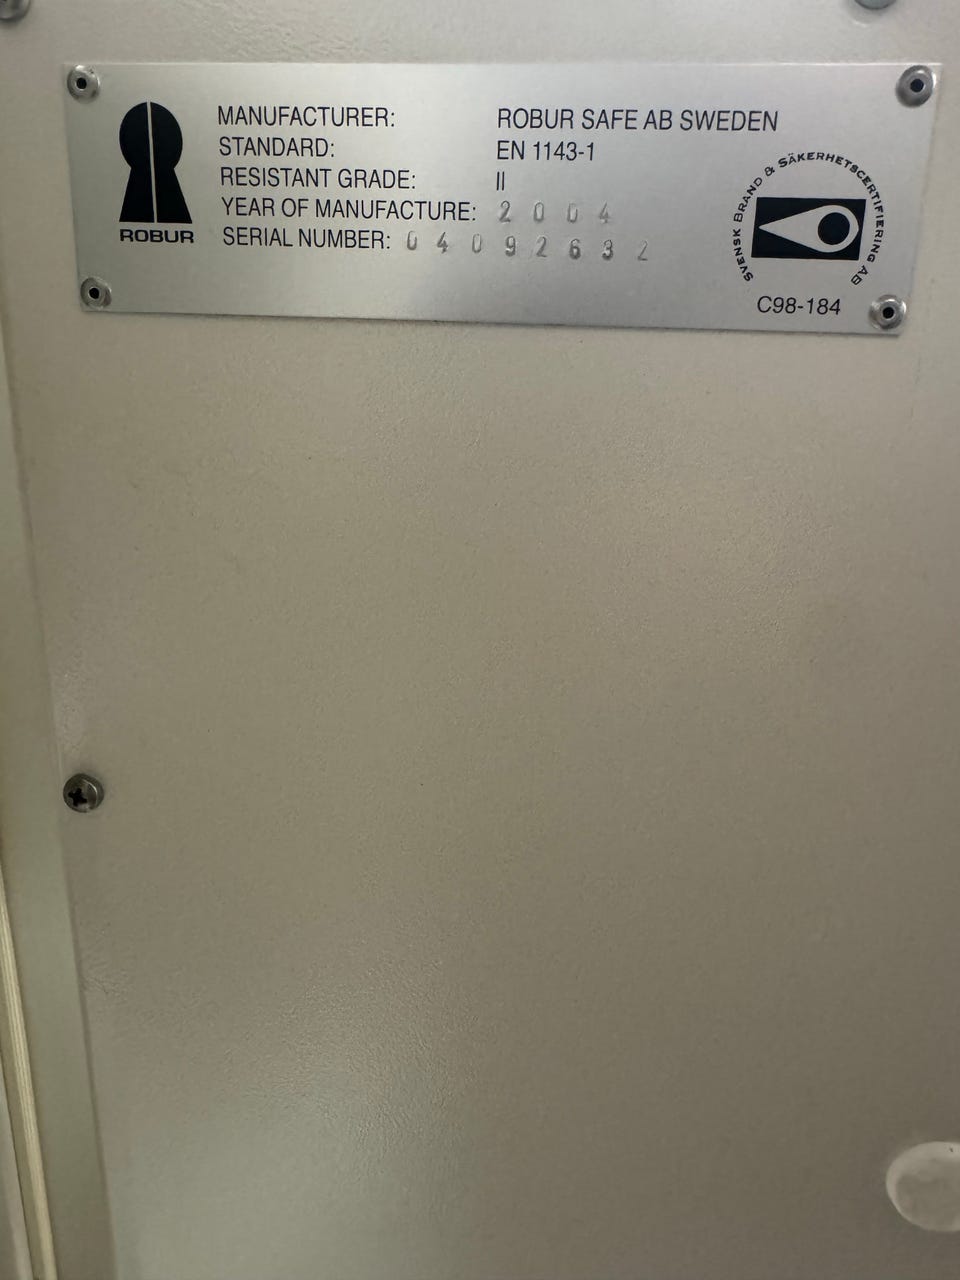 MANUFACTURER: ROBUR SAFE AB SWEDEN
STANDARD: EN 1143-1
RESISTANT GRADE: II
YEAR OF MANUFACTURE: 2004
SERIAL NUMBER: 04092632
ROBUR
SVENSK BRAND & SÄKERHETSCERTIFIERING AB
C98-184